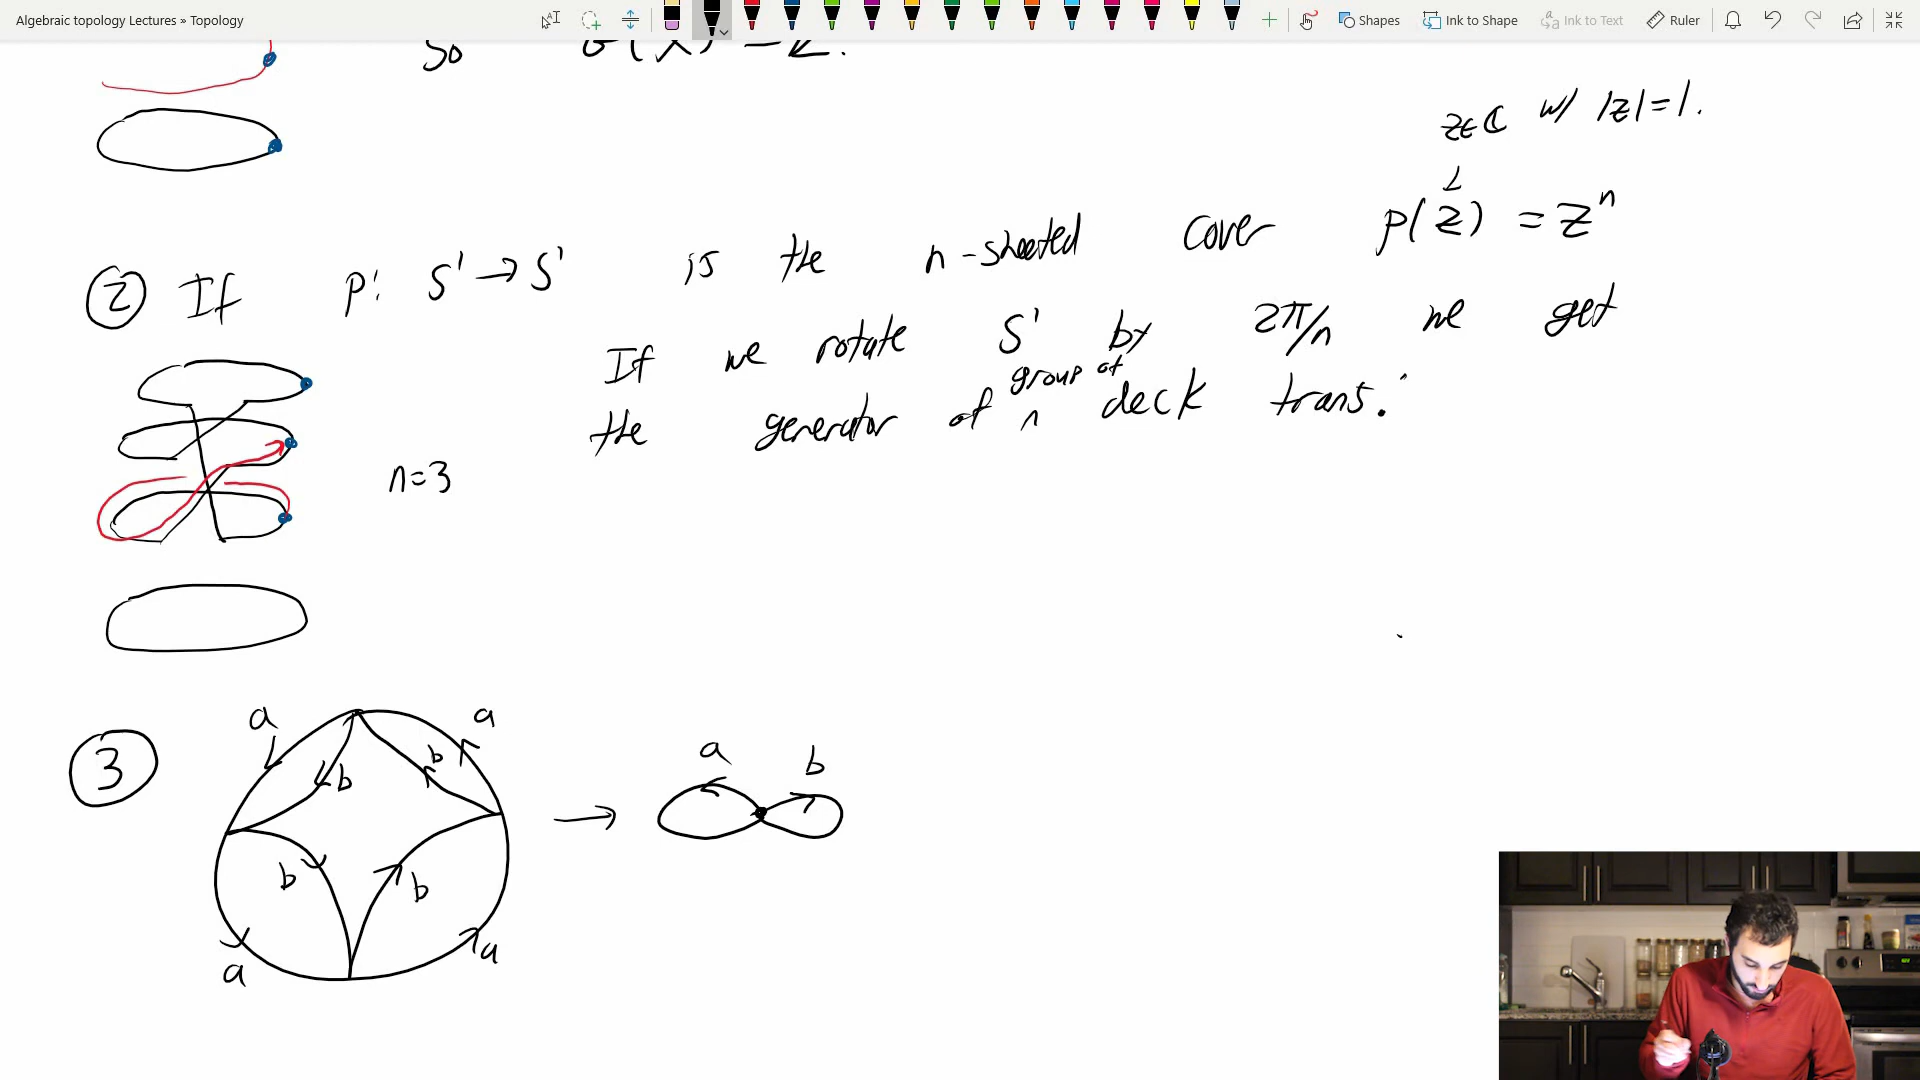 Algebraic topology Lectures » Topology
Shapes
Ink to Shape
Ink to Text
Ruler
So G(X) = Z.
z∈ℂ w/ |z|=1.
② If p: S¹ → S¹ is the n-sheeted cover p(z) = zⁿ
If we rotate S¹ by 2π/n we get
the generator of group of n deck trans.
n=3
③
a a
b b
b b
a a
→
a b